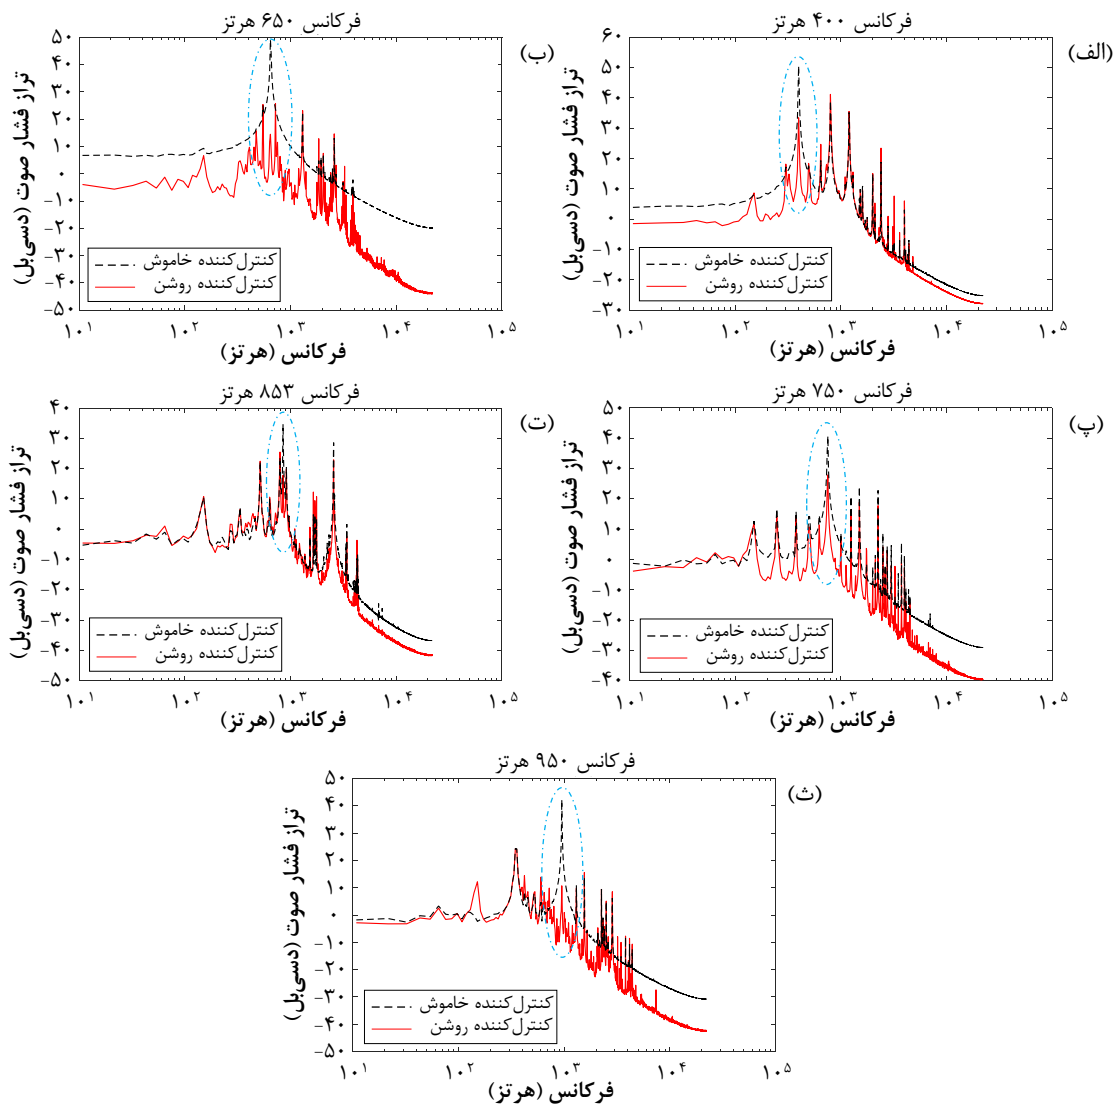 (الف)
فرکانس ۴۰۰ هرتز
تراز فشار صوت (دسی‌بل)
۶۰
۵۰
۴۰
۳۰
۲۰
۱۰
۰
−۱۰
−۲۰
−۳۰
کنترل‌کننده خاموش
کنترل‌کننده روشن
۱۰ ۱ ۱۰ ۲ ۱۰ ۳ ۱۰ ۴ ۱۰ ۵
فرکانس (هرتز)
(ب)
فرکانس ۶۵۰ هرتز
تراز فشار صوت (دسی‌بل)
۵۰
۴۰
۳۰
۲۰
۱۰
۰
−۱۰
−۲۰
−۳۰
−۴۰
−۵۰
کنترل‌کننده خاموش
کنترل‌کننده روشن
۱۰ ۱ ۱۰ ۲ ۱۰ ۳ ۱۰ ۴ ۱۰ ۵
فرکانس (هرتز)
(پ)
فرکانس ۷۵۰ هرتز
تراز فشار صوت (دسی‌بل)
۵۰
۴۰
۳۰
۲۰
۱۰
۰
−۱۰
−۲۰
−۳۰
−۴۰
کنترل‌کننده خاموش
کنترل‌کننده روشن
۱۰ ۱ ۱۰ ۲ ۱۰ ۳ ۱۰ ۴ ۱۰ ۵
فرکانس (هرتز)
(ت)
فرکانس ۸۵۳ هرتز
تراز فشار صوت (دسی‌بل)
۴۰
۳۰
۲۰
۱۰
۰
−۱۰
−۲۰
−۳۰
−۴۰
−۵۰
کنترل‌کننده خاموش
کنترل‌کننده روشن
۱۰ ۱ ۱۰ ۲ ۱۰ ۳ ۱۰ ۴ ۱۰ ۵
فرکانس (هرتز)
(ث)
فرکانس ۹۵۰ هرتز
تراز فشار صوت (دسی‌بل)
۵۰
۴۰
۳۰
۲۰
۱۰
۰
−۱۰
−۲۰
−۳۰
−۴۰
−۵۰
کنترل‌کننده خاموش
کنترل‌کننده روشن
۱۰ ۱ ۱۰ ۲ ۱۰ ۳ ۱۰ ۴ ۱۰ ۵
فرکانس (هرتز)